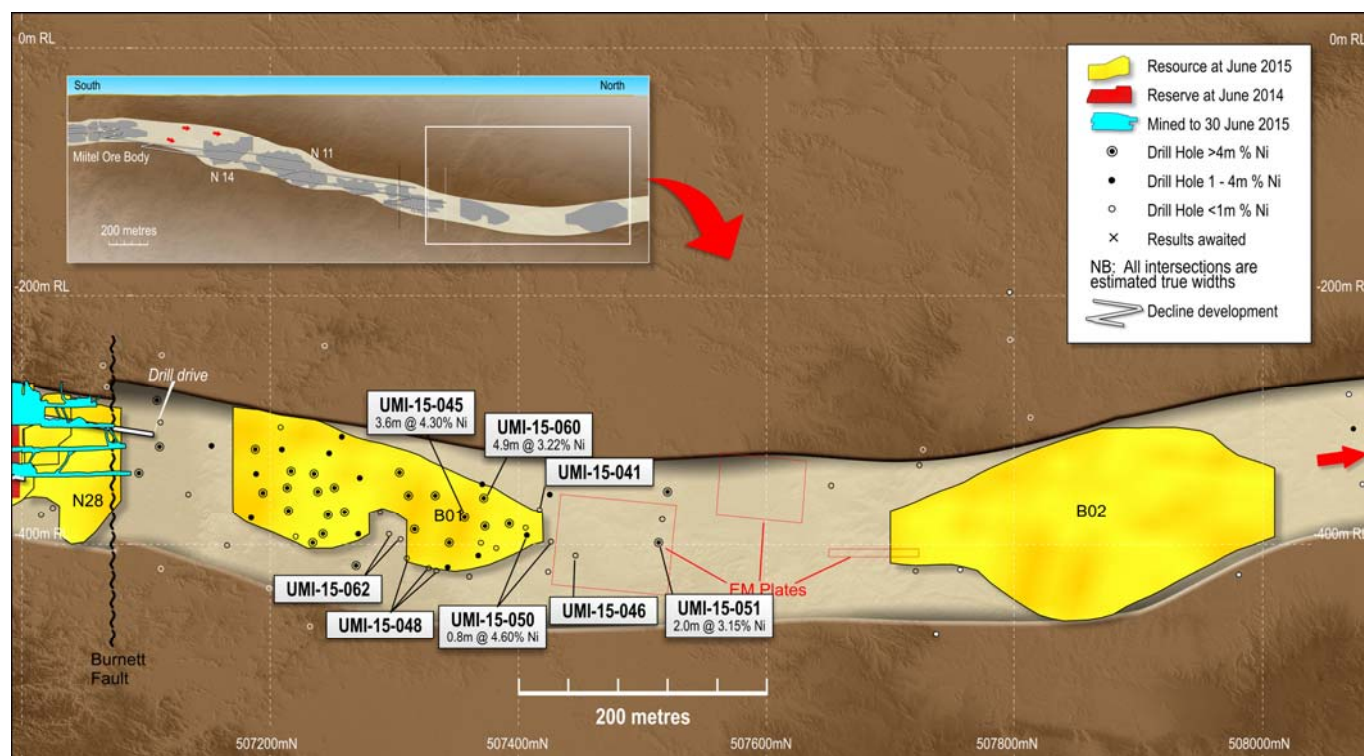 0m RL
0m RL
South
North
Miitel Ore Body
N 14
N 11
200 metres
Resource at June 2015
Reserve at June 2014
Mined to 30 June 2015
Drill Hole >4m % Ni
Drill Hole 1 - 4m % Ni
Drill Hole <1m % Ni
Results awaited
NB: All intersections are
estimated true widths
Decline development
-200m RL
-200m RL
Drill drive
UMI-15-045
3.6m @ 4.30% Ni
UMI-15-060
4.9m @ 3.22% Ni
UMI-15-041
N28
B01
B02
-400m RL
-400m RL
EM Plates
UMI-15-062
UMI-15-048
UMI-15-050
0.8m @ 4.60% Ni
UMI-15-046
UMI-15-051
2.0m @ 3.15% Ni
Burnett
Fault
200 metres
507200mN
507400mN
507600mN
507800mN
508000mN